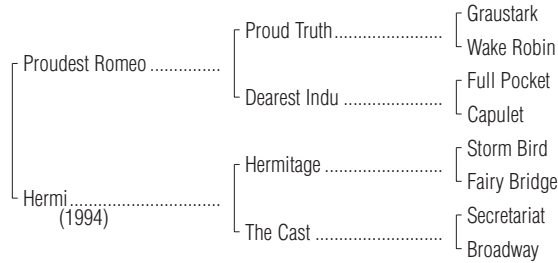 Graustark
Proud Truth....................
Wake Robin
Proudest Romeo ...............
Full Pocket
Dearest Indu ..................
Capulet
Storm Bird
Hermitage ......................
Fairy Bridge
Hermi................................
(1994)
Secretariat
The Cast ........................
Broadway